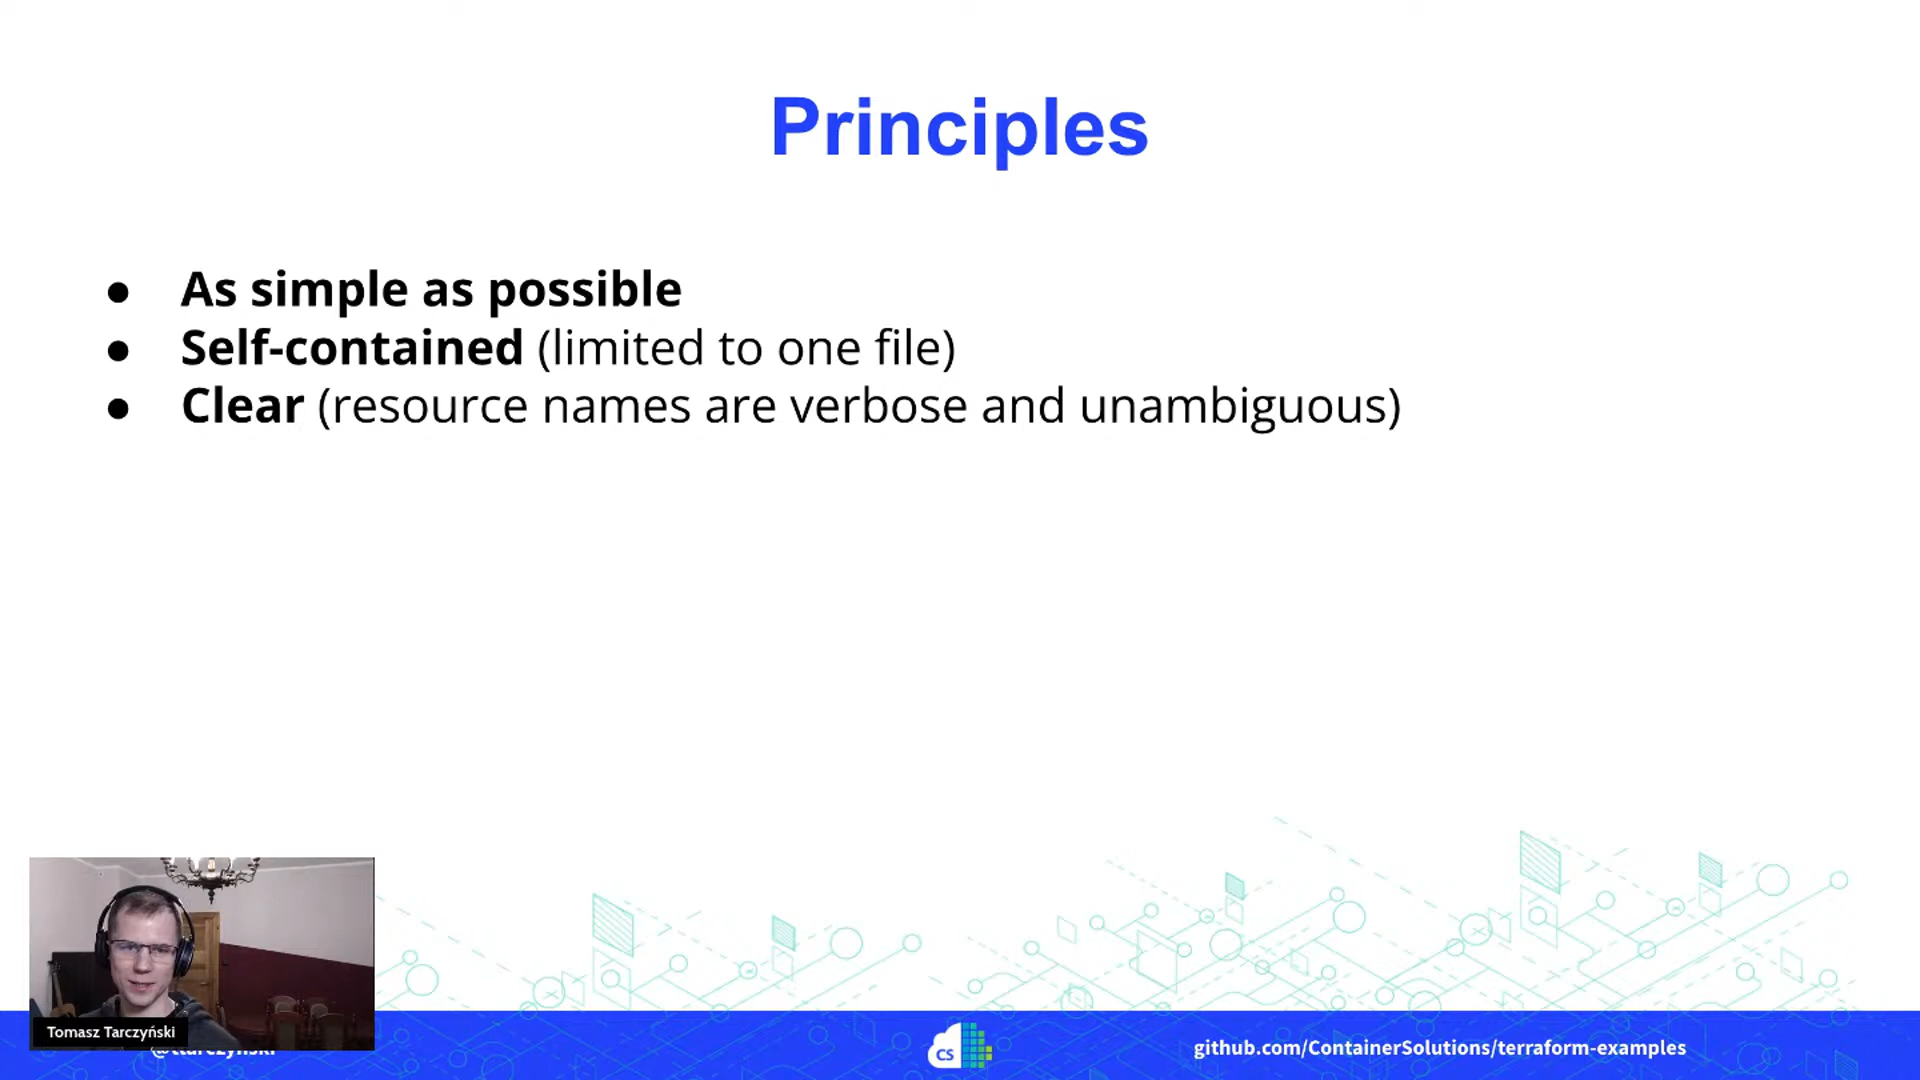 Principles
● As simple as possible
● Self-contained (limited to one file)
● Clear (resource names are verbose and unambiguous)
Tomasz Tarczyński
@ttarczynski
CS
github.com/ContainerSolutions/terraform-examples